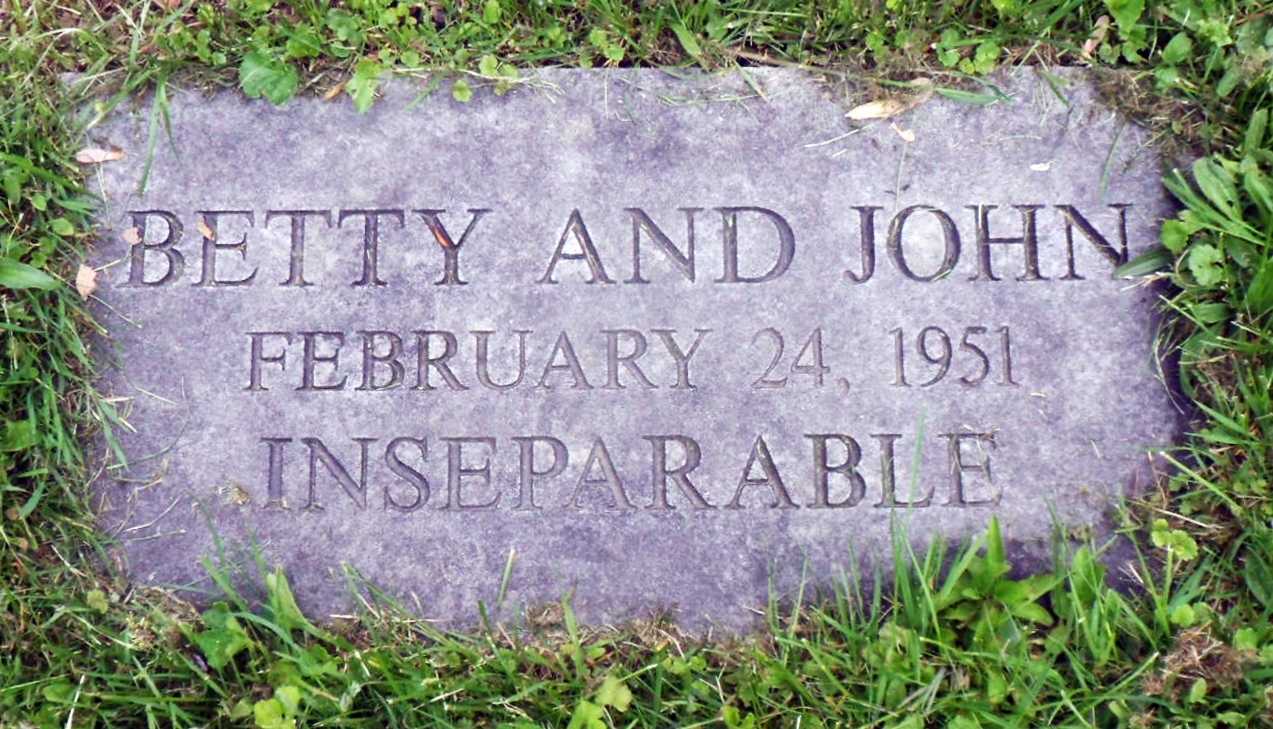 BETTY AND JOHN
FEBRUARY 24, 1951
INSEPARABLE